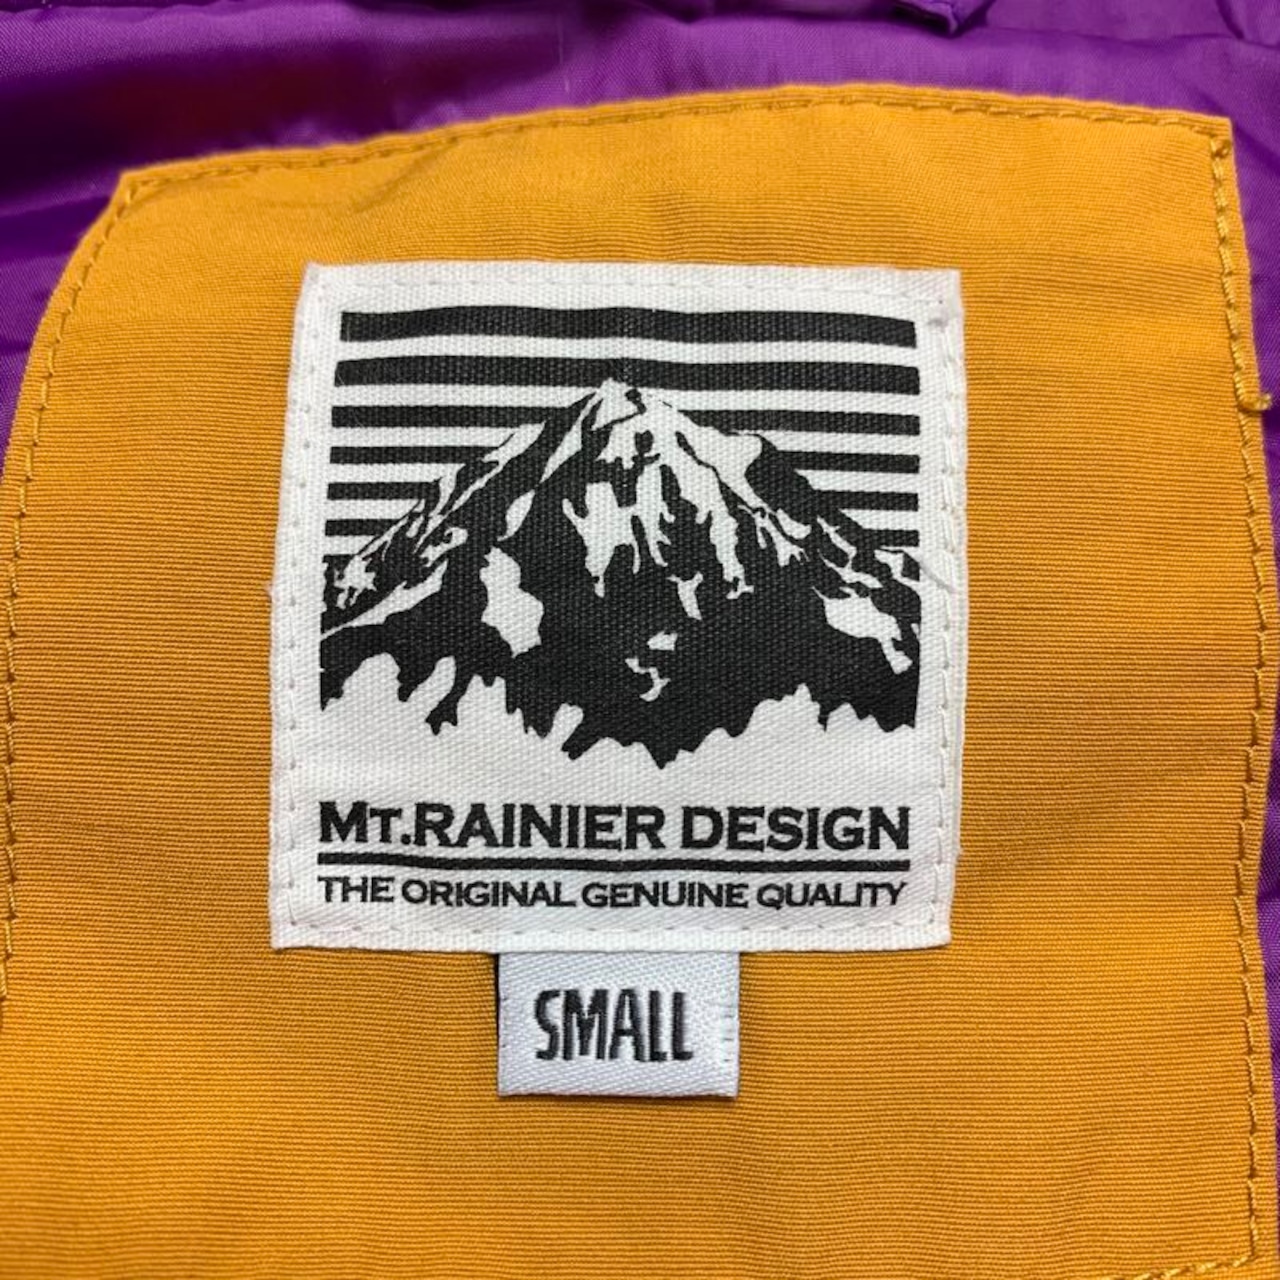 MT.RAINIER DESIGN
THE ORIGINAL GENUINE QUALITY
SMALL